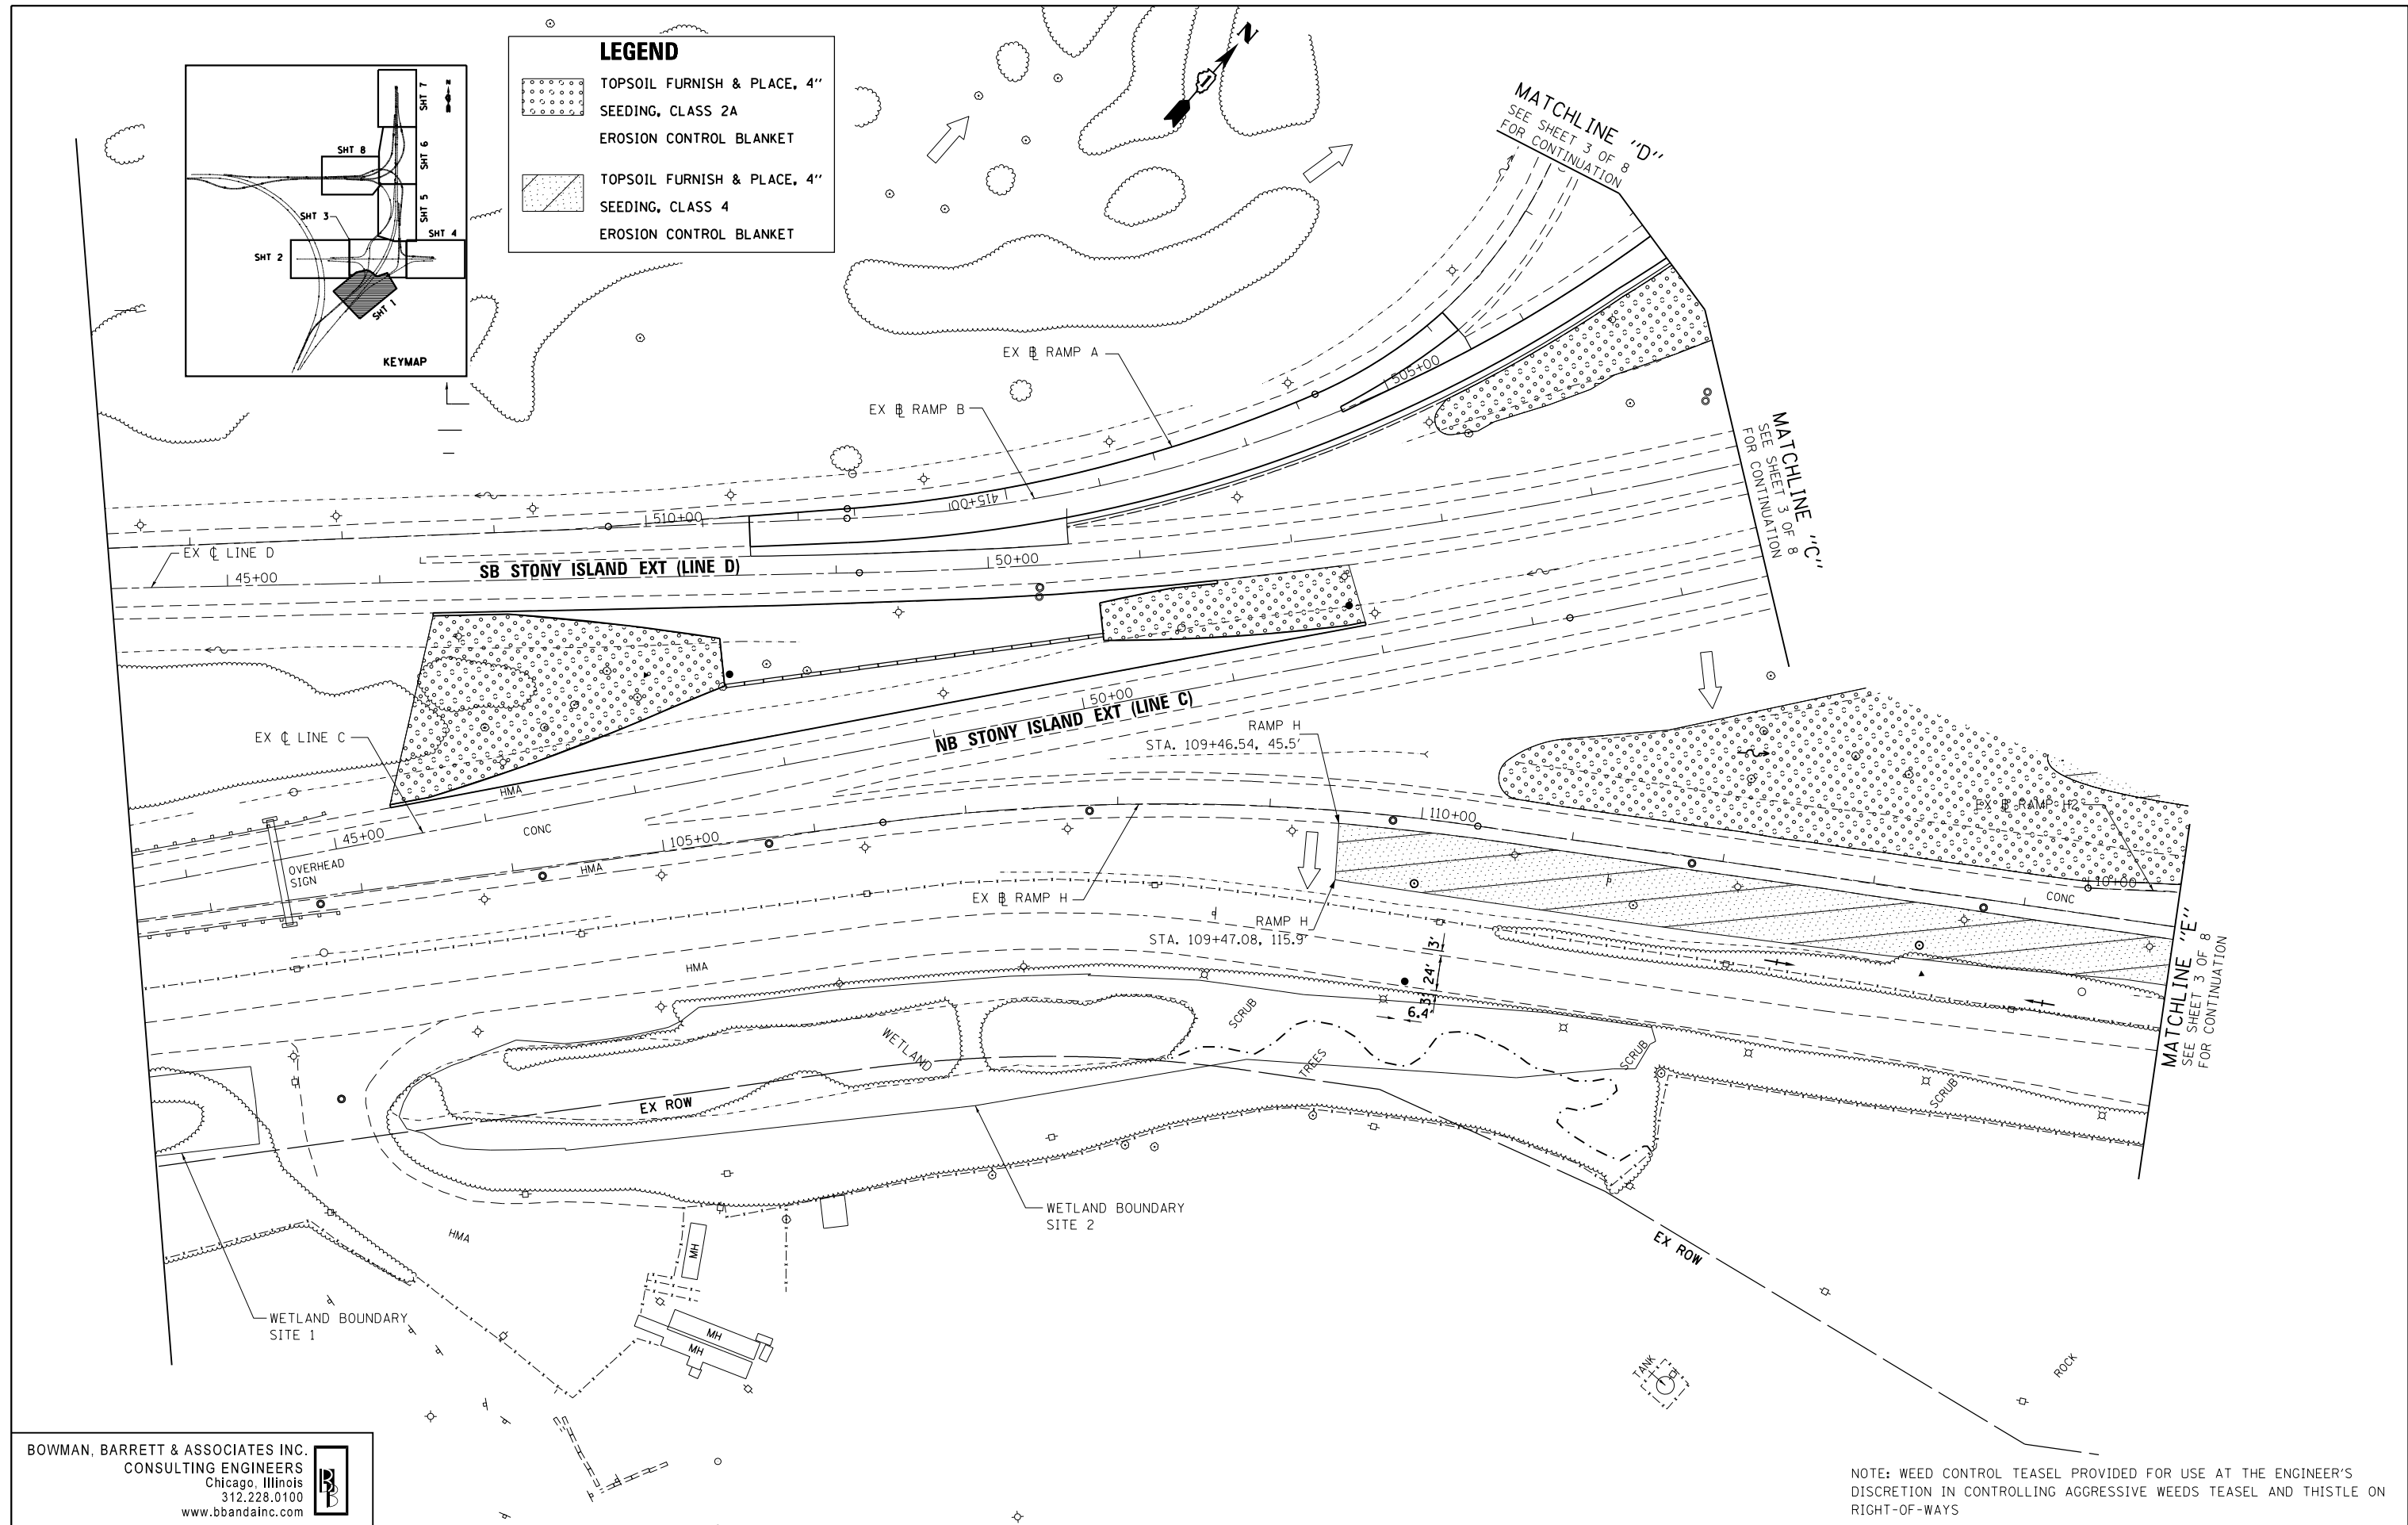 LEGEND
TOPSOIL FURNISH & PLACE, 4"
SEEDING, CLASS 2A
EROSION CONTROL BLANKET
TOPSOIL FURNISH & PLACE, 4"
SEEDING, CLASS 4
EROSION CONTROL BLANKET
N
SHT 7
SHT 6
SHT 8
SHT 5
SHT 3
SHT 4
SHT 2
SHT 1
KEYMAP
N
MATCHLINE "D"
SEE SHEET 3 OF 8
FOR CONTINUATION
EX B RAMP A
505+00
EX B RAMP B
MATCHLINE "C"
SEE SHEET 3 OF 8
FOR CONTINUATION
415+00
510+00
EX C LINE D
45+00
SB STONY ISLAND EXT (LINE D)
50+00
50+00
NB STONY ISLAND EXT (LINE C)
EX C LINE C
RAMP H
STA. 109+46.54, 45.5'
HMA
45+00
CONC
105+00
110+00
EX B RAMP H2
OVERHEAD
SIGN
HMA
10+00
CONC
EX B RAMP H
RAMP H
STA. 109+47.08, 115.9'
3'
24'
3'
6.4'
MATCHLINE "E"
SEE SHEET 3 OF 8
FOR CONTINUATION
HMA
WETLAND
SCRUB
TREES
SCRUB
SCRUB
EX ROW
WETLAND BOUNDARY
SITE 2
HMA
MH
EX ROW
WETLAND BOUNDARY
SITE 1
MH
MH
TANK
ROCK
BOWMAN, BARRETT & ASSOCIATES INC.
CONSULTING ENGINEERS
Chicago, Illinois
312.228.0100
www.bbandainc.com
NOTE: WEED CONTROL TEASEL PROVIDED FOR USE AT THE ENGINEER'S
DISCRETION IN CONTROLLING AGGRESSIVE WEEDS TEASEL AND THISTLE ON
RIGHT-OF-WAYS